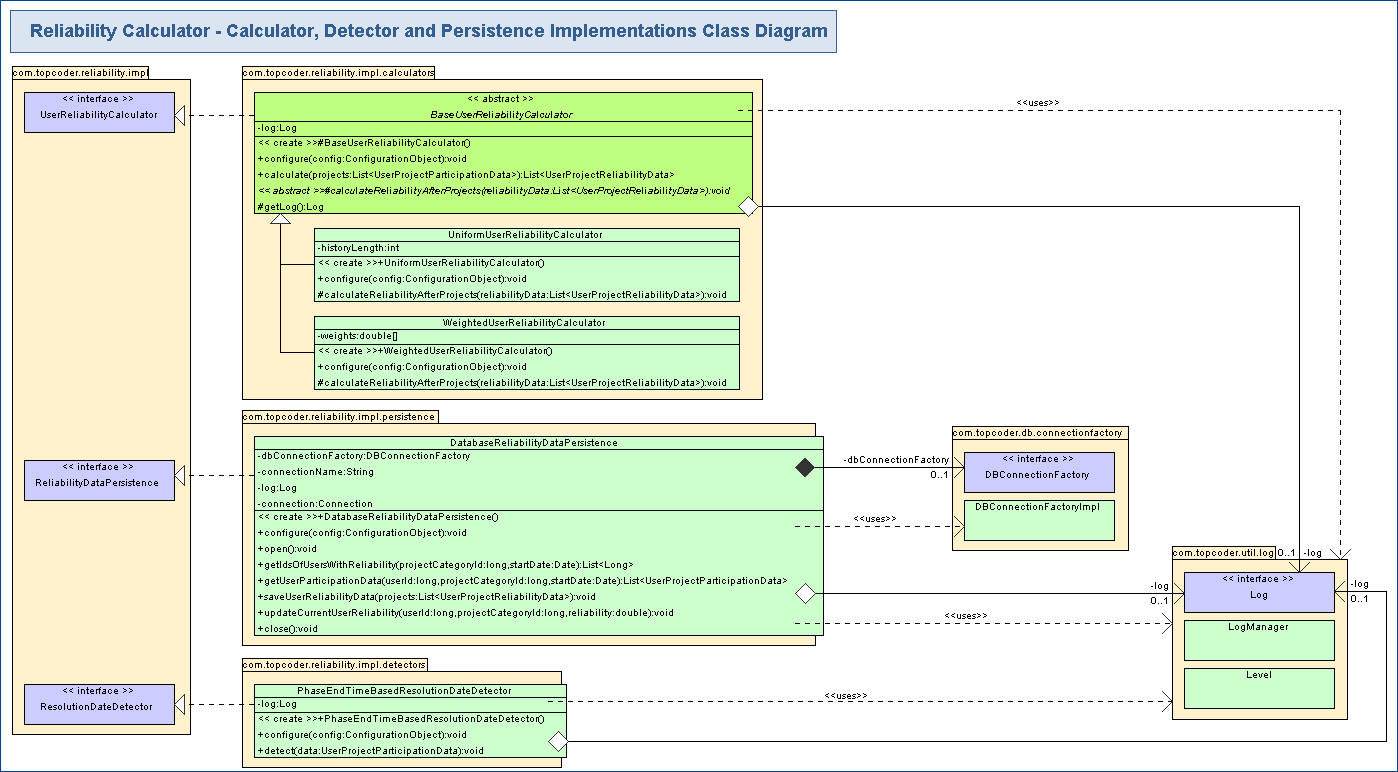 Reliability Calculator - Calculator, Detector and Persistence Implementations Class Diagram
com.topcoder.reliability.impl
<< interface >>
UserReliabilityCalculator
<< interface >>
ReliabilityDataPersistence
<< interface >>
ResolutionDateDetector
com.topcoder.reliability.impl.calculators
<< abstract >>
BaseUserReliabilityCalculator
-log:Log
<< create >>#BaseUserReliabilityCalculator()
+configure(config:ConfigurationObject):void
+calculate(projects:List<UserProjectParticipationData>):List<UserProjectReliabilityData>
<< abstract >>#calculateReliabilityAfterProjects(reliabilityData:List<UserProjectReliabilityData>):void
#getLog():Log
<<uses>>
UniformUserReliabilityCalculator
-historyLength:int
<< create >>+UniformUserReliabilityCalculator()
+configure(config:ConfigurationObject):void
#calculateReliabilityAfterProjects(reliabilityData:List<UserProjectReliabilityData>):void
WeightedUserReliabilityCalculator
-weights:double[]
<< create >>+WeightedUserReliabilityCalculator()
+configure(config:ConfigurationObject):void
#calculateReliabilityAfterProjects(reliabilityData:List<UserProjectReliabilityData>):void
com.topcoder.reliability.impl.persistence
DatabaseReliabilityDataPersistence
-dbConnectionFactory:DBConnectionFactory
-connectionName:String
-log:Log
-connection:Connection
<< create >>+DatabaseReliabilityDataPersistence()
+configure(config:ConfigurationObject):void
+open():void
+getIdsOfUsersWithReliability(projectCategoryId:long,startDate:Date):List<Long>
+getUserParticipationData(userId:long,projectCategoryId:long,startDate:Date):List<UserProjectParticipationData>
+saveUserReliabilityData(projects:List<UserProjectReliabilityData>):void
+updateCurrentUserReliability(userId:long,projectCategoryId:long,reliability:double):void
+close():void
-dbConnectionFactory
0..1
<<uses>>
com.topcoder.db.connectionfactory
<< interface >>
DBConnectionFactory
DBConnectionFactoryImpl
-log
0..1
<<uses>>
com.topcoder.util.log
0..1
-log
<< interface >>
Log
-log
0..1
LogManager
Level
com.topcoder.reliability.impl.detectors
PhaseEndTimeBasedResolutionDateDetector
-log:Log
<< create >>+PhaseEndTimeBasedResolutionDateDetector()
+configure(config:ConfigurationObject):void
+detect(data:UserProjectParticipationData):void
<<uses>>